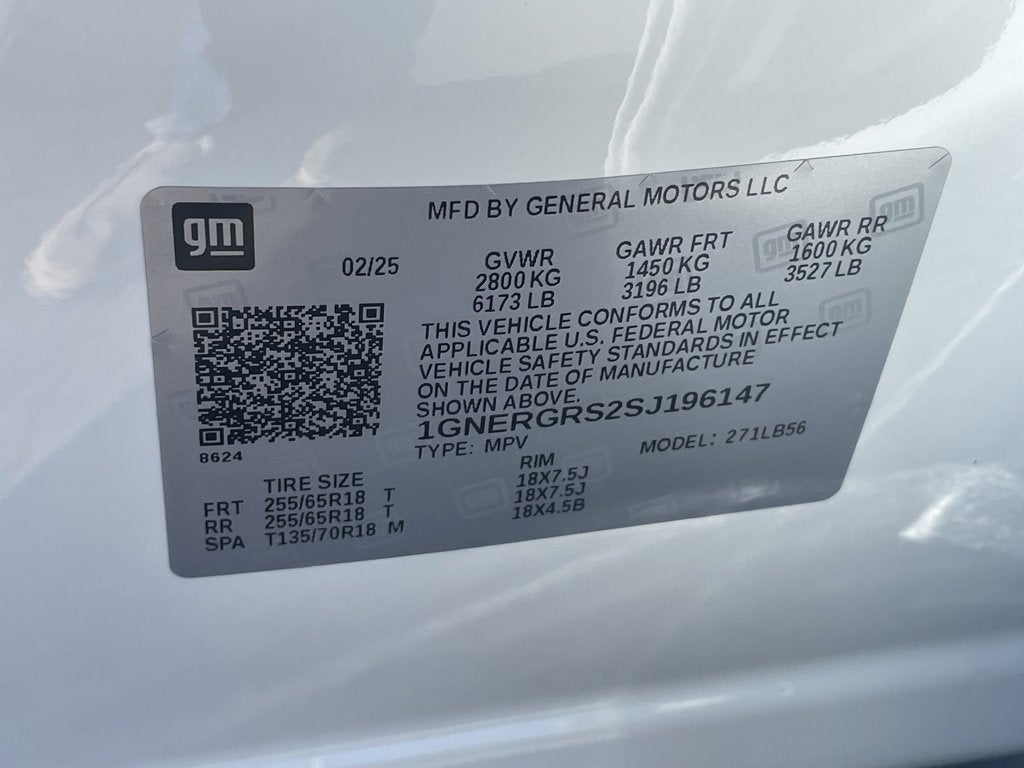 gm
MFD BY GENERAL MOTORS LLC
02/25
GVWR
2800 KG
6173 LB
GAWR FRT
1450 KG
3196 LB
GAWR RR
1600 KG
3527 LB
THIS VEHICLE CONFORMS TO ALL
APPLICABLE U.S. FEDERAL MOTOR
VEHICLE SAFETY STANDARDS IN EFFECT
ON THE DATE OF MANUFACTURE
SHOWN ABOVE.
1GNERGRS2SJ196147
TYPE: MPV MODEL: 271LB56
8624
TIRE SIZE RIM
FRT 255/65R18 T 18X7.5J
RR 255/65R18 T 18X7.5J
SPA T135/70R18 M 18X4.5B